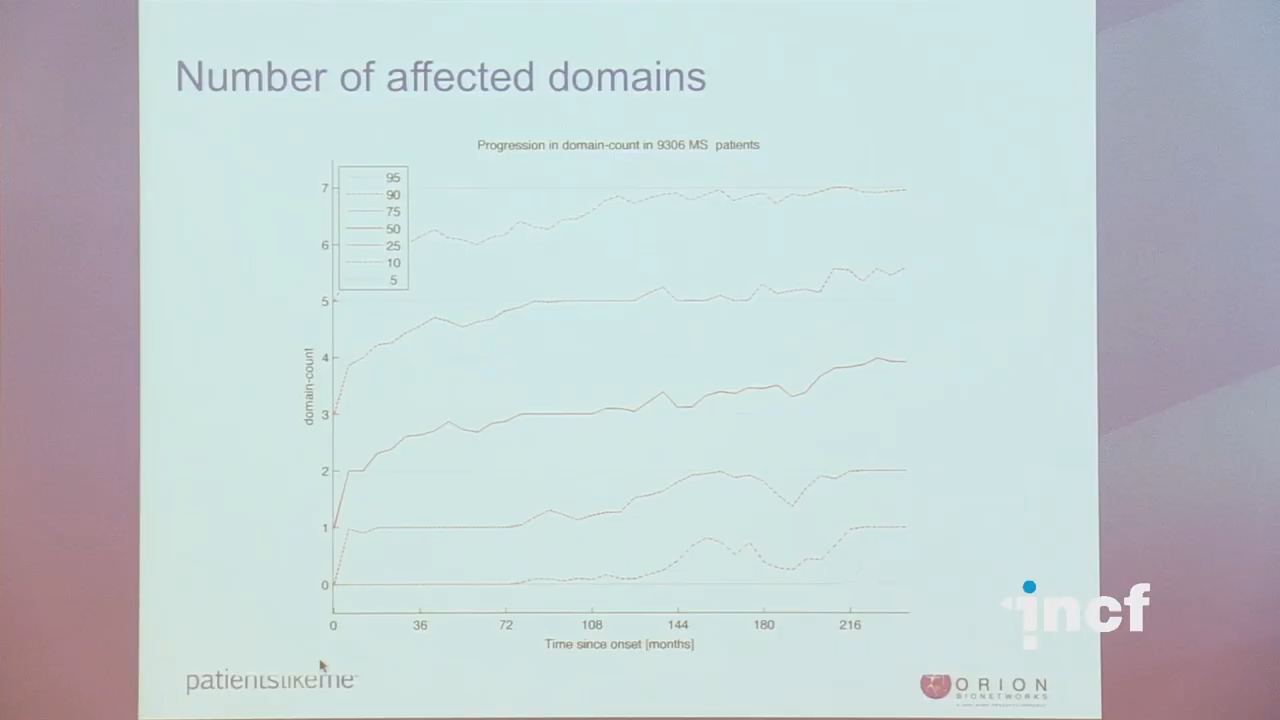 Number of affected domains
Progression in domain-count in 9306 MS patients
95
90
75
50
25
10
5
7
6
5
4
3
2
1
0
domain-count
0 36 72 108 144 180 216
Time since onset [months]
incf
patientslikeme
ORION
BIONETWORKS